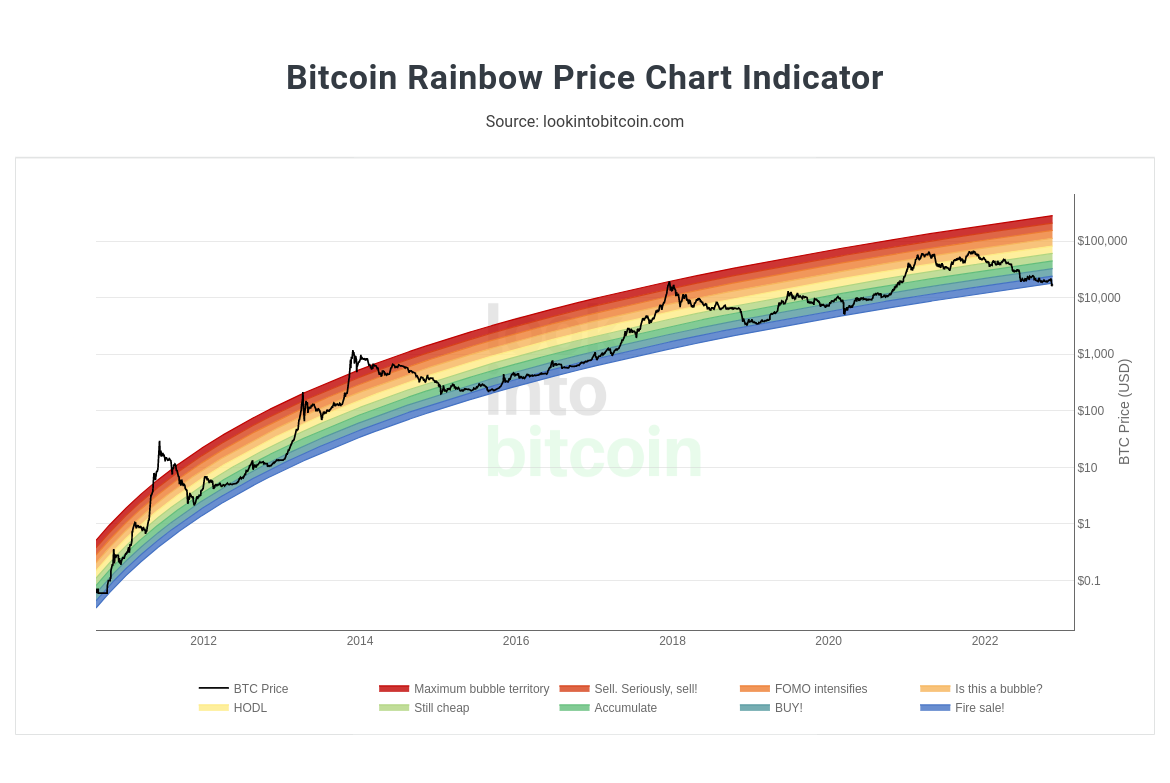 Bitcoin Rainbow Price Chart Indicator
Source: lookintobitcoin.com
$100,000
$10,000
$1,000
$100
$10
$1
$0.1
BTC Price (USD)
into
bitcoin
2012 2014 2016 2018 2020 2022
BTC Price Maximum bubble territory Sell. Seriously, sell! FOMO intensifies Is this a bubble?
HODL Still cheap Accumulate BUY! Fire sale!